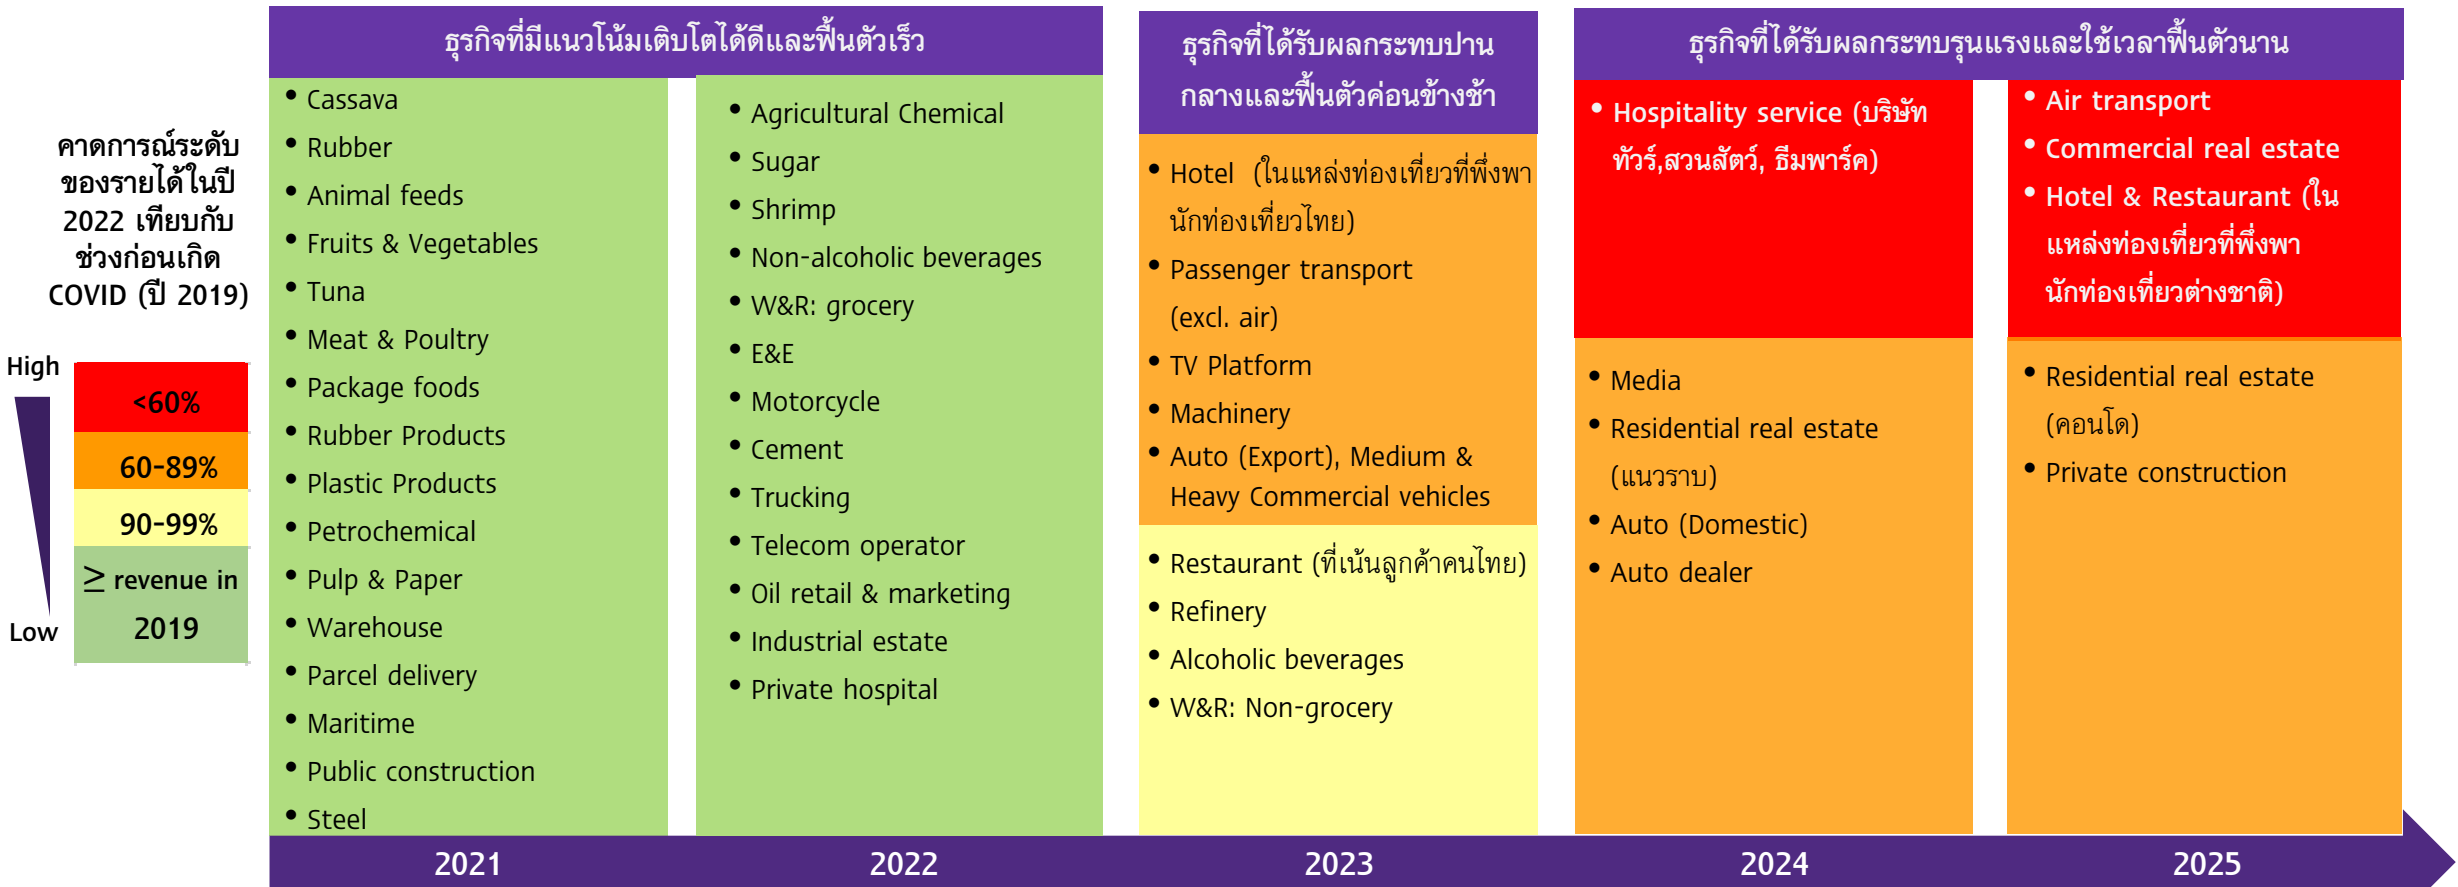 คาดการณ์ระดับ
ของรายได้ในปี
2022 เทียบกับ
ช่วงก่อนเกิด
COVID (ปี 2019)
High
<60%
60-89%
90-99%
≥ revenue in
2019
Low
ธุรกิจที่มีแนวโน้มเติบโตได้ดีและฟื้นตัวเร็ว
• Cassava
• Rubber
• Animal feeds
• Fruits & Vegetables
• Tuna
• Meat & Poultry
• Package foods
• Rubber Products
• Plastic Products
• Petrochemical
• Pulp & Paper
• Warehouse
• Parcel delivery
• Maritime
• Public construction
• Steel
• Agricultural Chemical
• Sugar
• Shrimp
• Non-alcoholic beverages
• W&R: grocery
• E&E
• Motorcycle
• Cement
• Trucking
• Telecom operator
• Oil retail & marketing
• Industrial estate
• Private hospital
ธุรกิจที่ได้รับผลกระทบปาน
กลางและฟื้นตัวค่อนข้างช้า
• Hotel (ในแหล่งท่องเที่ยวที่พึ่งพา
นักท่องเที่ยวไทย)
• Passenger transport
(excl. air)
• TV Platform
• Machinery
• Auto (Export), Medium &
Heavy Commercial vehicles
• Restaurant (ที่เน้นลูกค้าคนไทย)
• Refinery
• Alcoholic beverages
• W&R: Non-grocery
ธุรกิจที่ได้รับผลกระทบรุนแรงและใช้เวลาฟื้นตัวนาน
• Hospitality service (บริษัท
ทัวร์,สวนสัตว์, ธีมพาร์ค)
• Media
• Residential real estate
(แนวราบ)
• Auto (Domestic)
• Auto dealer
• Air transport
• Commercial real estate
• Hotel & Restaurant (ใน
แหล่งท่องเที่ยวที่พึ่งพา
นักท่องเที่ยวต่างชาติ)
• Residential real estate
(คอนโด)
• Private construction
2021
2022
2023
2024
2025